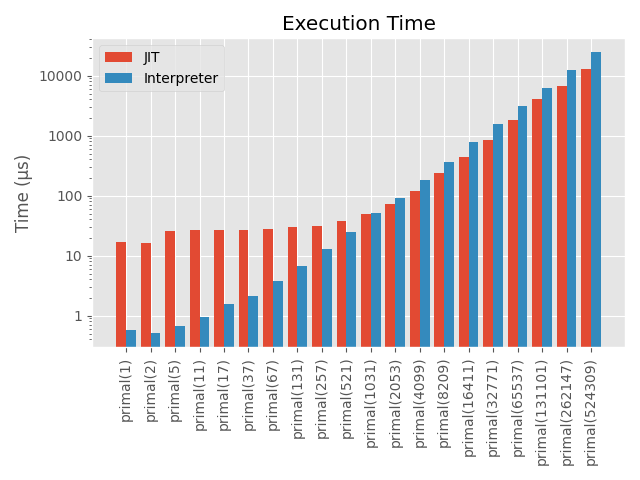 Execution Time
JIT
Interpreter
Time (µs)
10000
1000
100
10
1
primal(1)
primal(2)
primal(5)
primal(11)
primal(17)
primal(37)
primal(67)
primal(131)
primal(257)
primal(521)
primal(1031)
primal(2053)
primal(4099)
primal(8209)
primal(16411)
primal(32771)
primal(65537)
primal(131101)
primal(262147)
primal(524309)